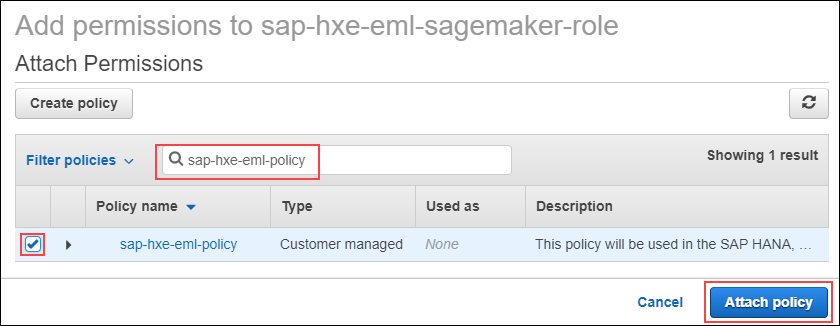 Add permissions to sap-hxe-eml-sagemaker-role
Attach Permissions
Create policy
Filter policies
sap-hxe-eml-policy
Showing 1 result
Policy name Type Used as Description
sap-hxe-eml-policy Customer managed None This policy will be used in the SAP HANA, …
Cancel Attach policy